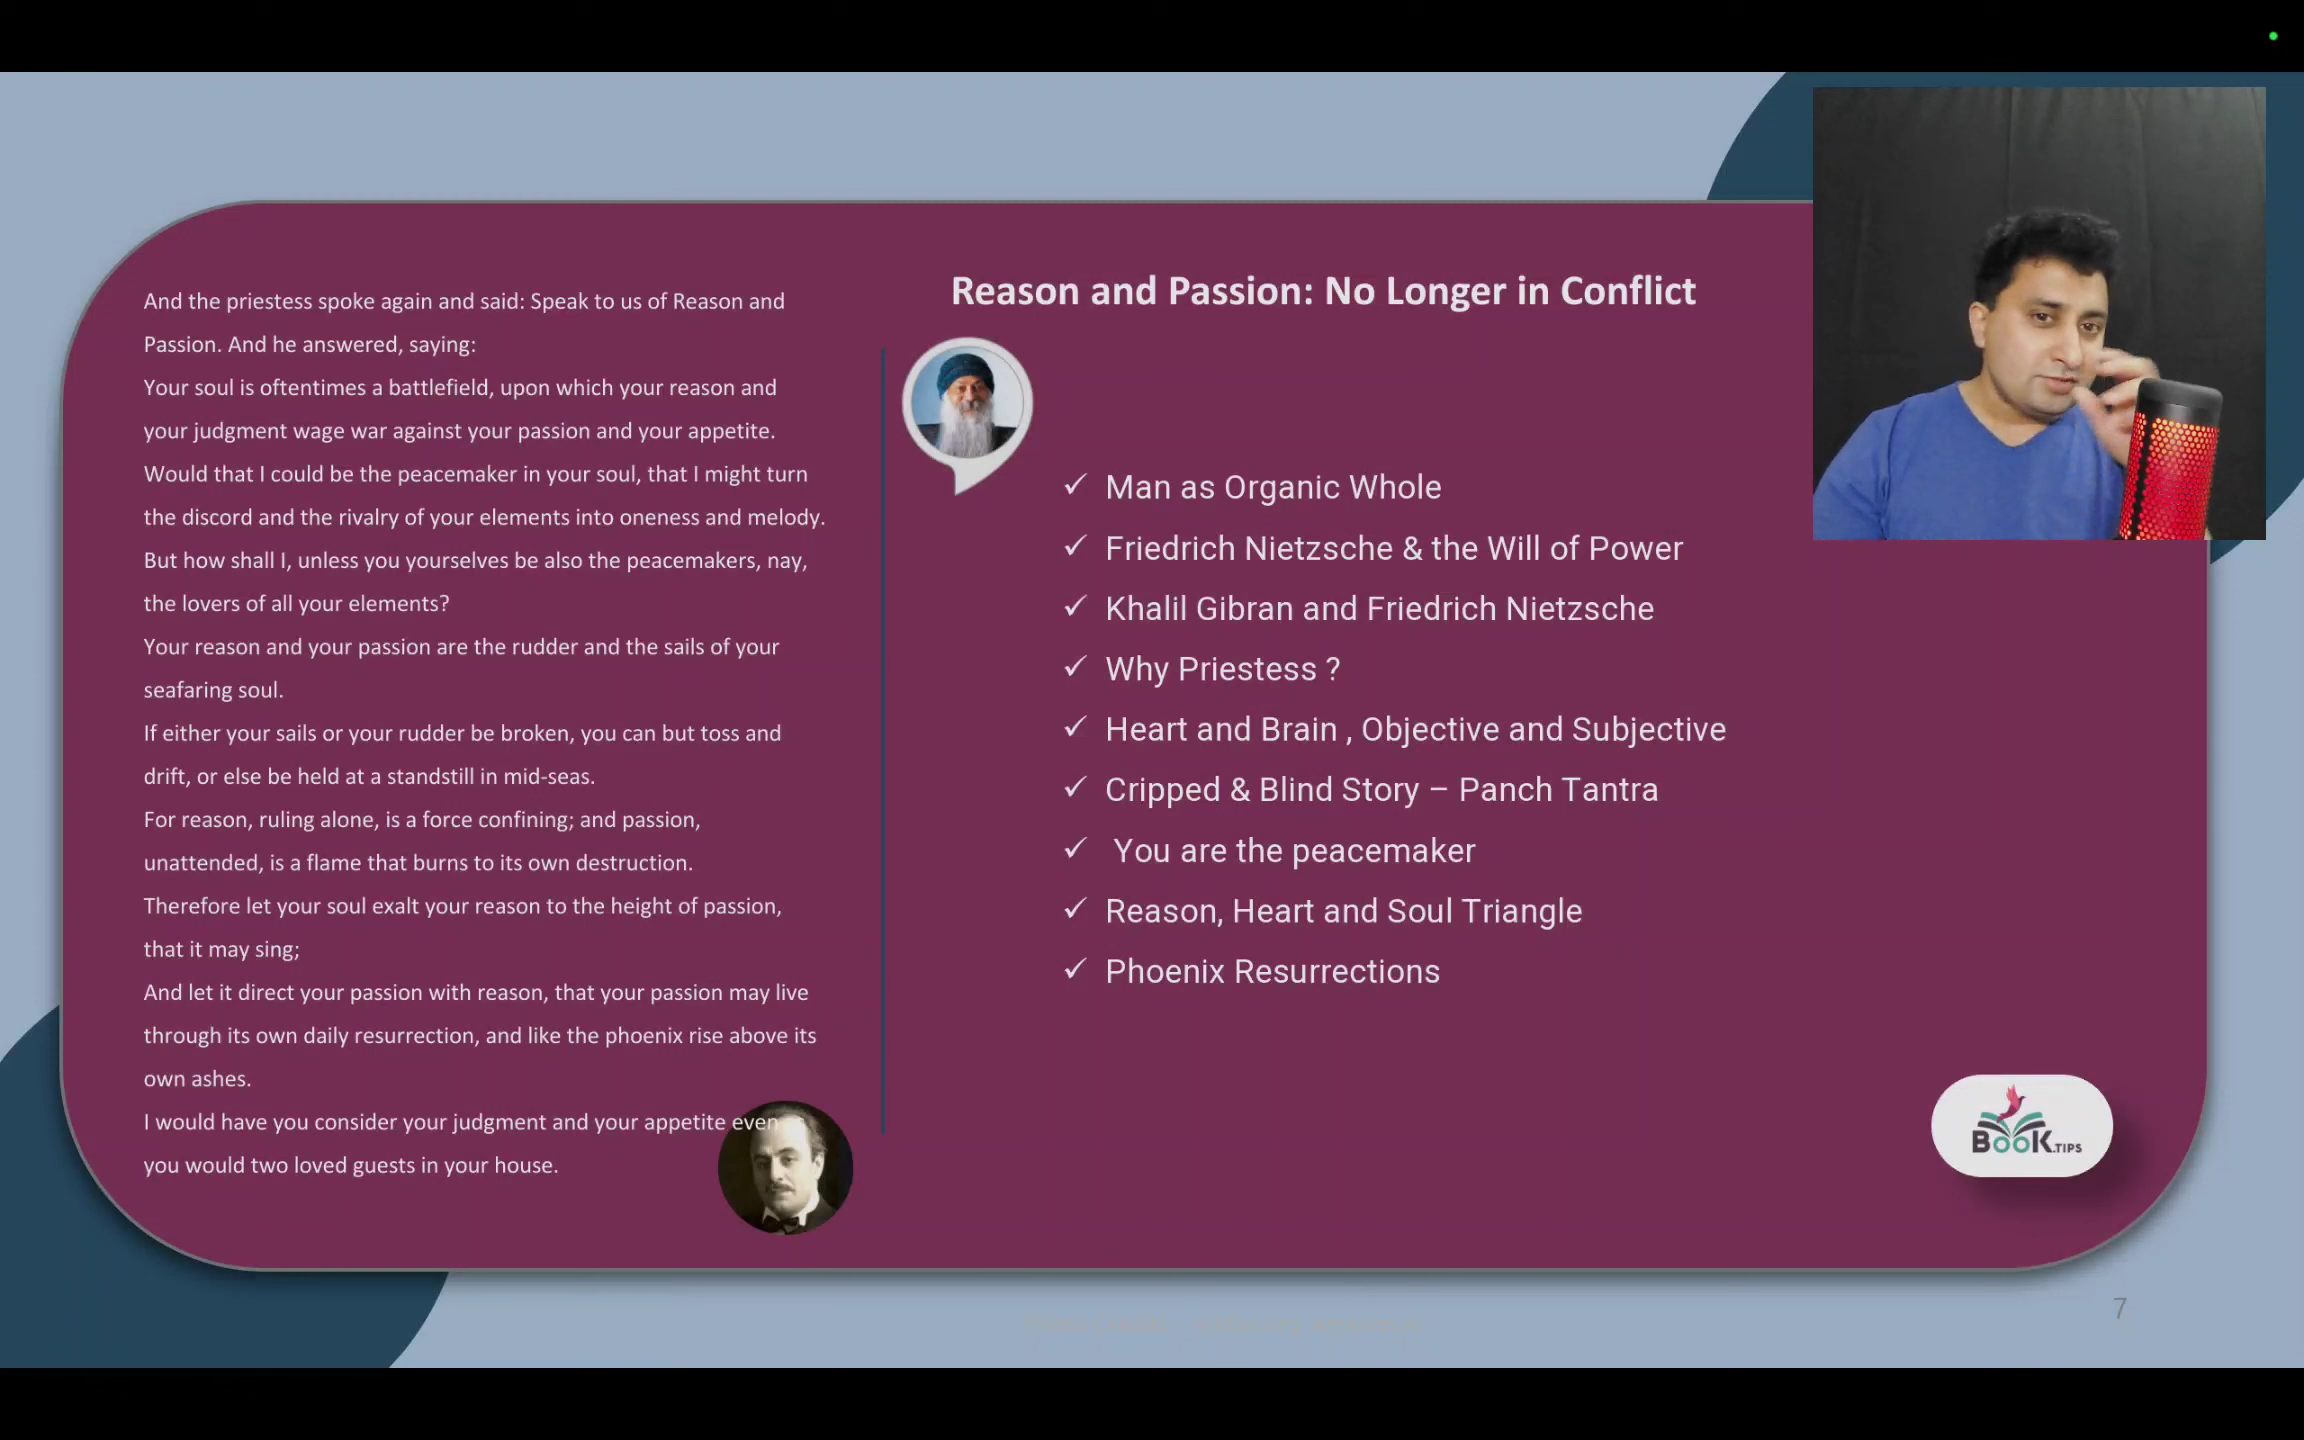 And the priestess spoke again and said: Speak to us of Reason and
Passion. And he answered, saying:
Your soul is oftentimes a battlefield, upon which your reason and
your judgment wage war against your passion and your appetite.
Would that I could be the peacemaker in your soul, that I might turn
the discord and the rivalry of your elements into oneness and melody.
But how shall I, unless you yourselves be also the peacemakers, nay,
the lovers of all your elements?
Your reason and your passion are the rudder and the sails of your
seafaring soul.
If either your sails or your rudder be broken, you can but toss and
drift, or else be held at a standstill in mid-seas.
For reason, ruling alone, is a force confining; and passion,
unattended, is a flame that burns to its own destruction.
Therefore let your soul exalt your reason to the height of passion,
that it may sing;
And let it direct your passion with reason, that your passion may live
through its own daily resurrection, and like the phoenix rise above its
own ashes.
I would have you consider your judgment and your appetite even
you would two loved guests in your house.
Reason and Passion: No Longer in Conflict
✓ Man as Organic Whole
✓ Friedrich Nietzsche & the Will of Power
✓ Khalil Gibran and Friedrich Nietzsche
✓ Why Priestess ?
✓ Heart and Brain , Objective and Subjective
✓ Cripped & Blind Story – Panch Tantra
✓ You are the peacemaker
✓ Reason, Heart and Soul Triangle
✓ Phoenix Resurrections
BooK.TIPS
7